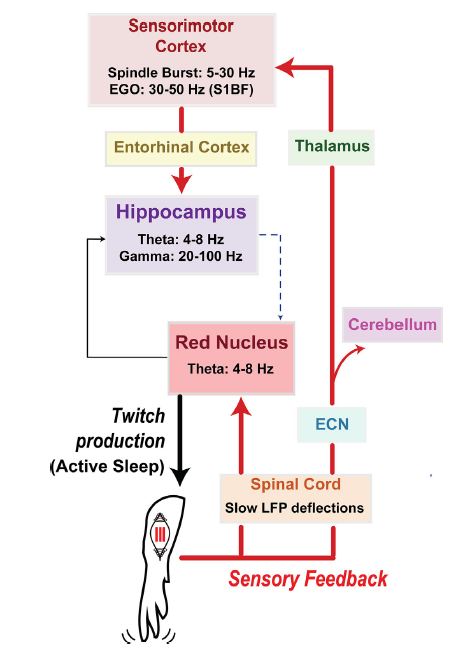 Sensorimotor
Cortex
Spindle Burst: 5-30 Hz
EGO: 30-50 Hz (S1BF)
Entorhinal Cortex
Thalamus
Hippocampus
Theta: 4-8 Hz
Gamma: 20-100 Hz
Cerebellum
Red Nucleus
Theta: 4-8 Hz
Twitch
production
(Active Sleep)
ECN
Spinal Cord
Slow LFP deflections
Sensory Feedback